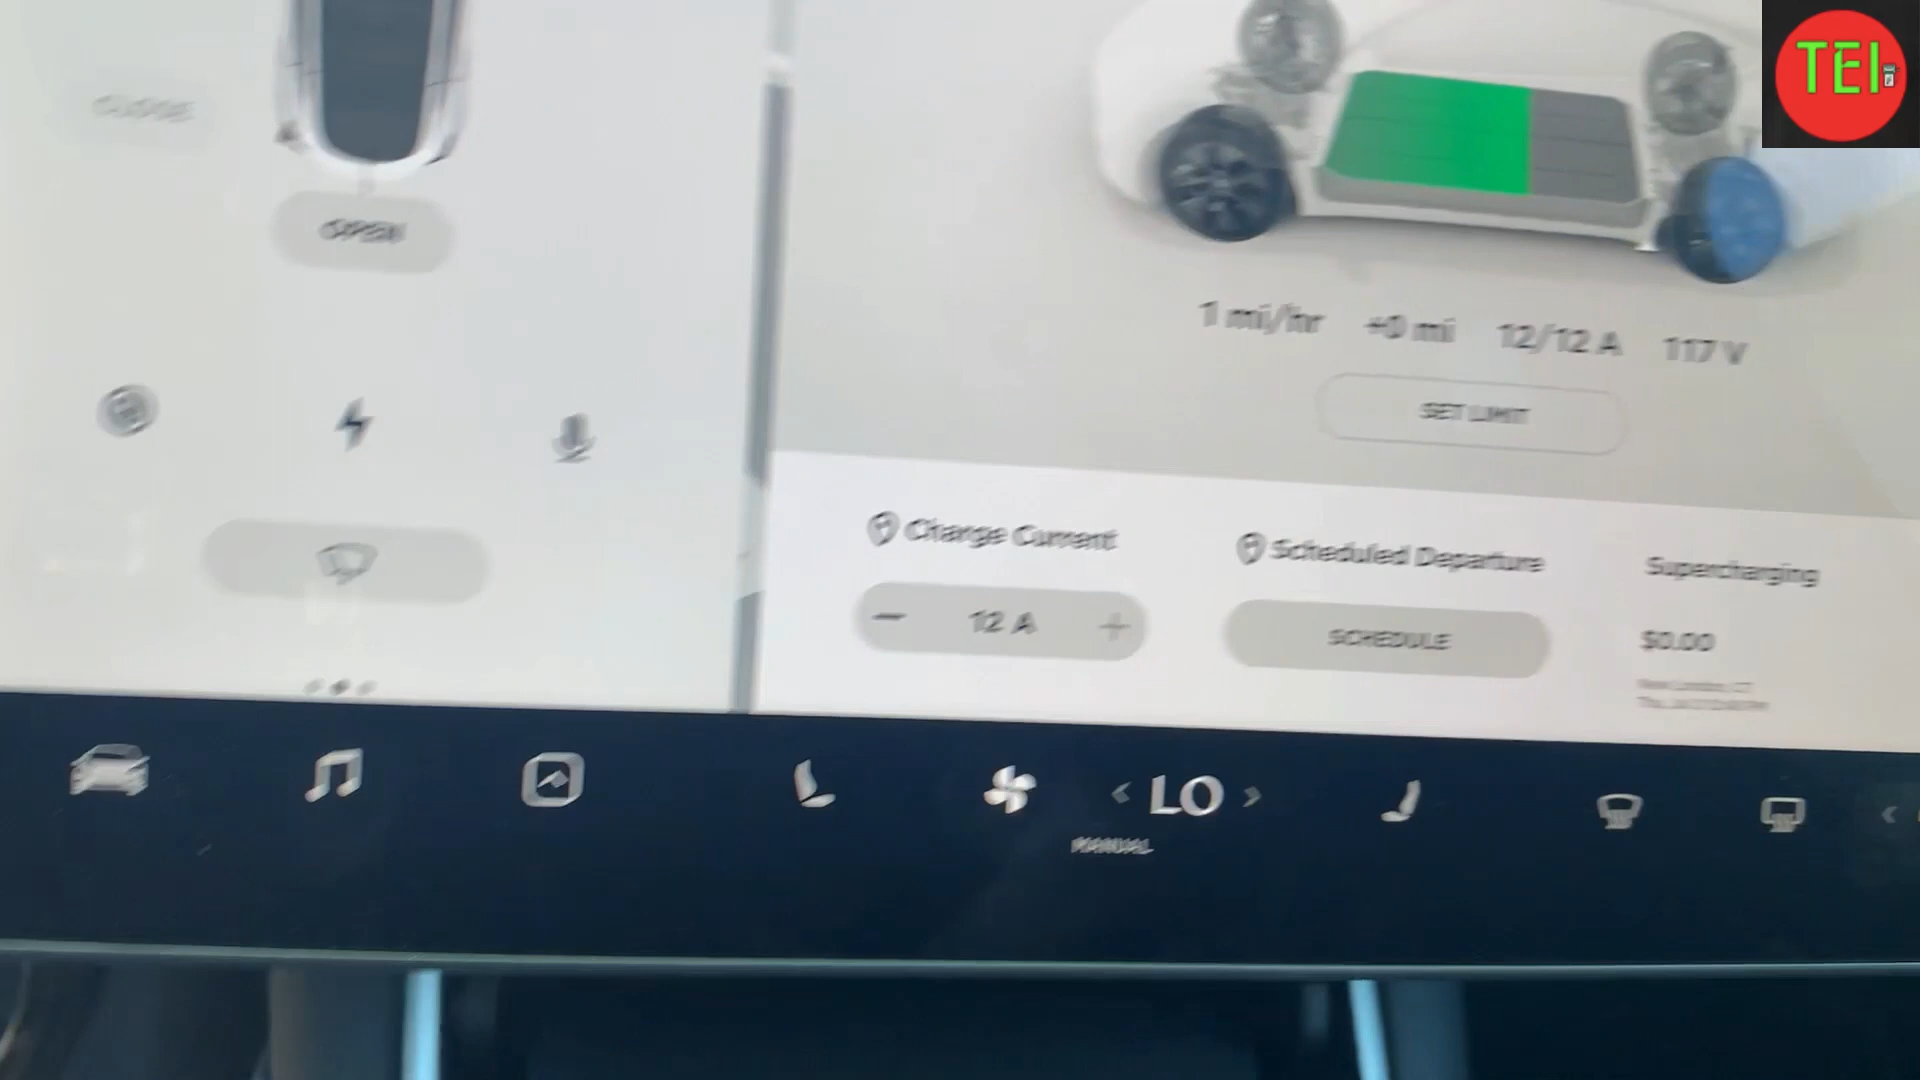 TEI
CLOSE
OPEN
1 mi/hr +0 mi 12/12 A 117 V
SET LIMIT
Charge Current
Scheduled Departure
Supercharging
− 12 A +
SCHEDULE
$0.00
< LO >
MANUAL